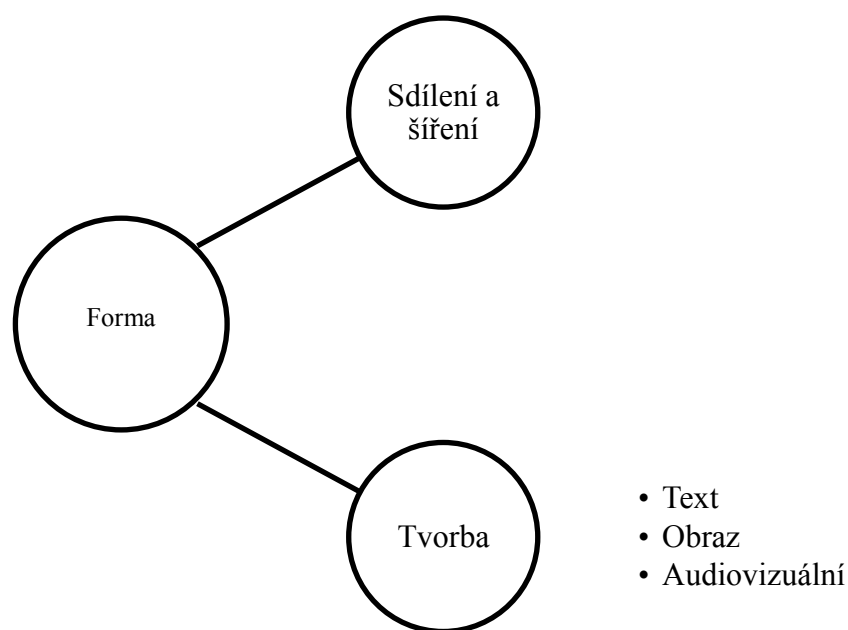 Sdílení a
šíření
Forma
Tvorba
• Text
• Obraz
• Audiovizuální